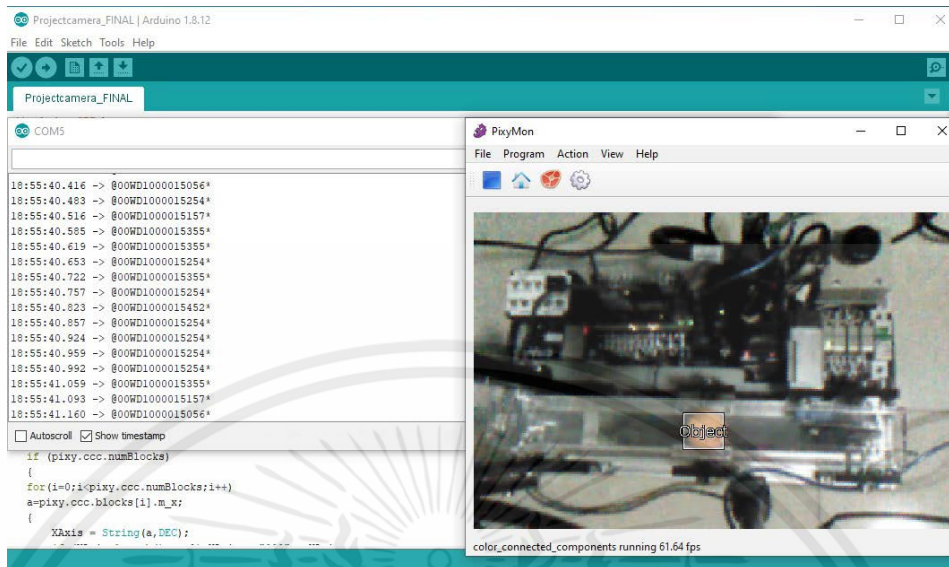 Projectcamera_FINAL | Arduino 1.8.12
File Edit Sketch Tools Help
Projectcamera_FINAL
COM5
18:55:40.416 -> @00WD1000015056*
18:55:40.483 -> @00WD1000015254*
18:55:40.516 -> @00WD1000015157*
18:55:40.585 -> @00WD1000015355*
18:55:40.619 -> @00WD1000015355*
18:55:40.653 -> @00WD1000015254*
18:55:40.722 -> @00WD1000015355*
18:55:40.757 -> @00WD1000015254*
18:55:40.823 -> @00WD1000015452*
18:55:40.857 -> @00WD1000015254*
18:55:40.924 -> @00WD1000015254*
18:55:40.959 -> @00WD1000015254*
18:55:40.992 -> @00WD1000015254*
18:55:41.059 -> @00WD1000015355*
18:55:41.093 -> @00WD1000015157*
18:55:41.160 -> @00WD1000015056*
Autoscroll Show timestamp
if (pixy.ccc.numBlocks)
{
for(i=0;i<pixy.ccc.numBlocks;i++)
a=pixy.ccc.blocks[i].m_x;
{
XAxis = String(a,DEC);
PixyMon
File Program Action View Help
Object
color_connected_components running 61.64 fps